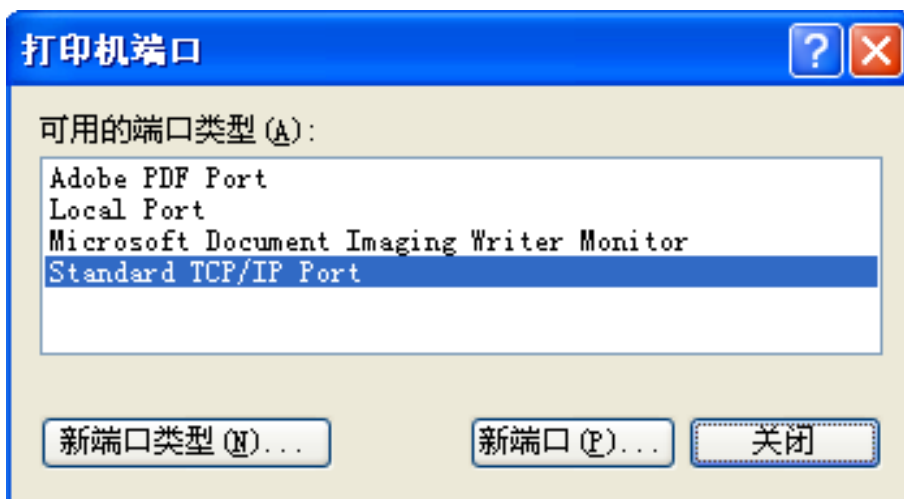 打印机端口
可用的端口类型(A):
Adobe PDF Port
Local Port
Microsoft Document Imaging Writer Monitor
Standard TCP/IP Port
新端口类型(N)... 新端口(P)... 关闭